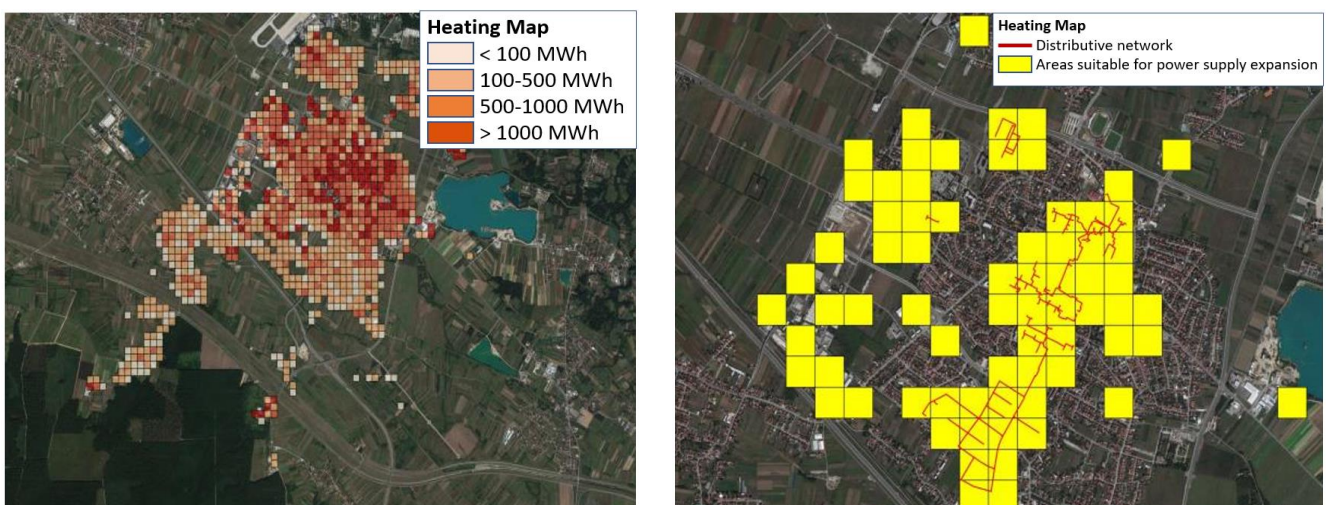 Heating Map
< 100 MWh
100-500 MWh
500-1000 MWh
> 1000 MWh
Heating Map
Distributive network
Areas suitable for power supply expansion